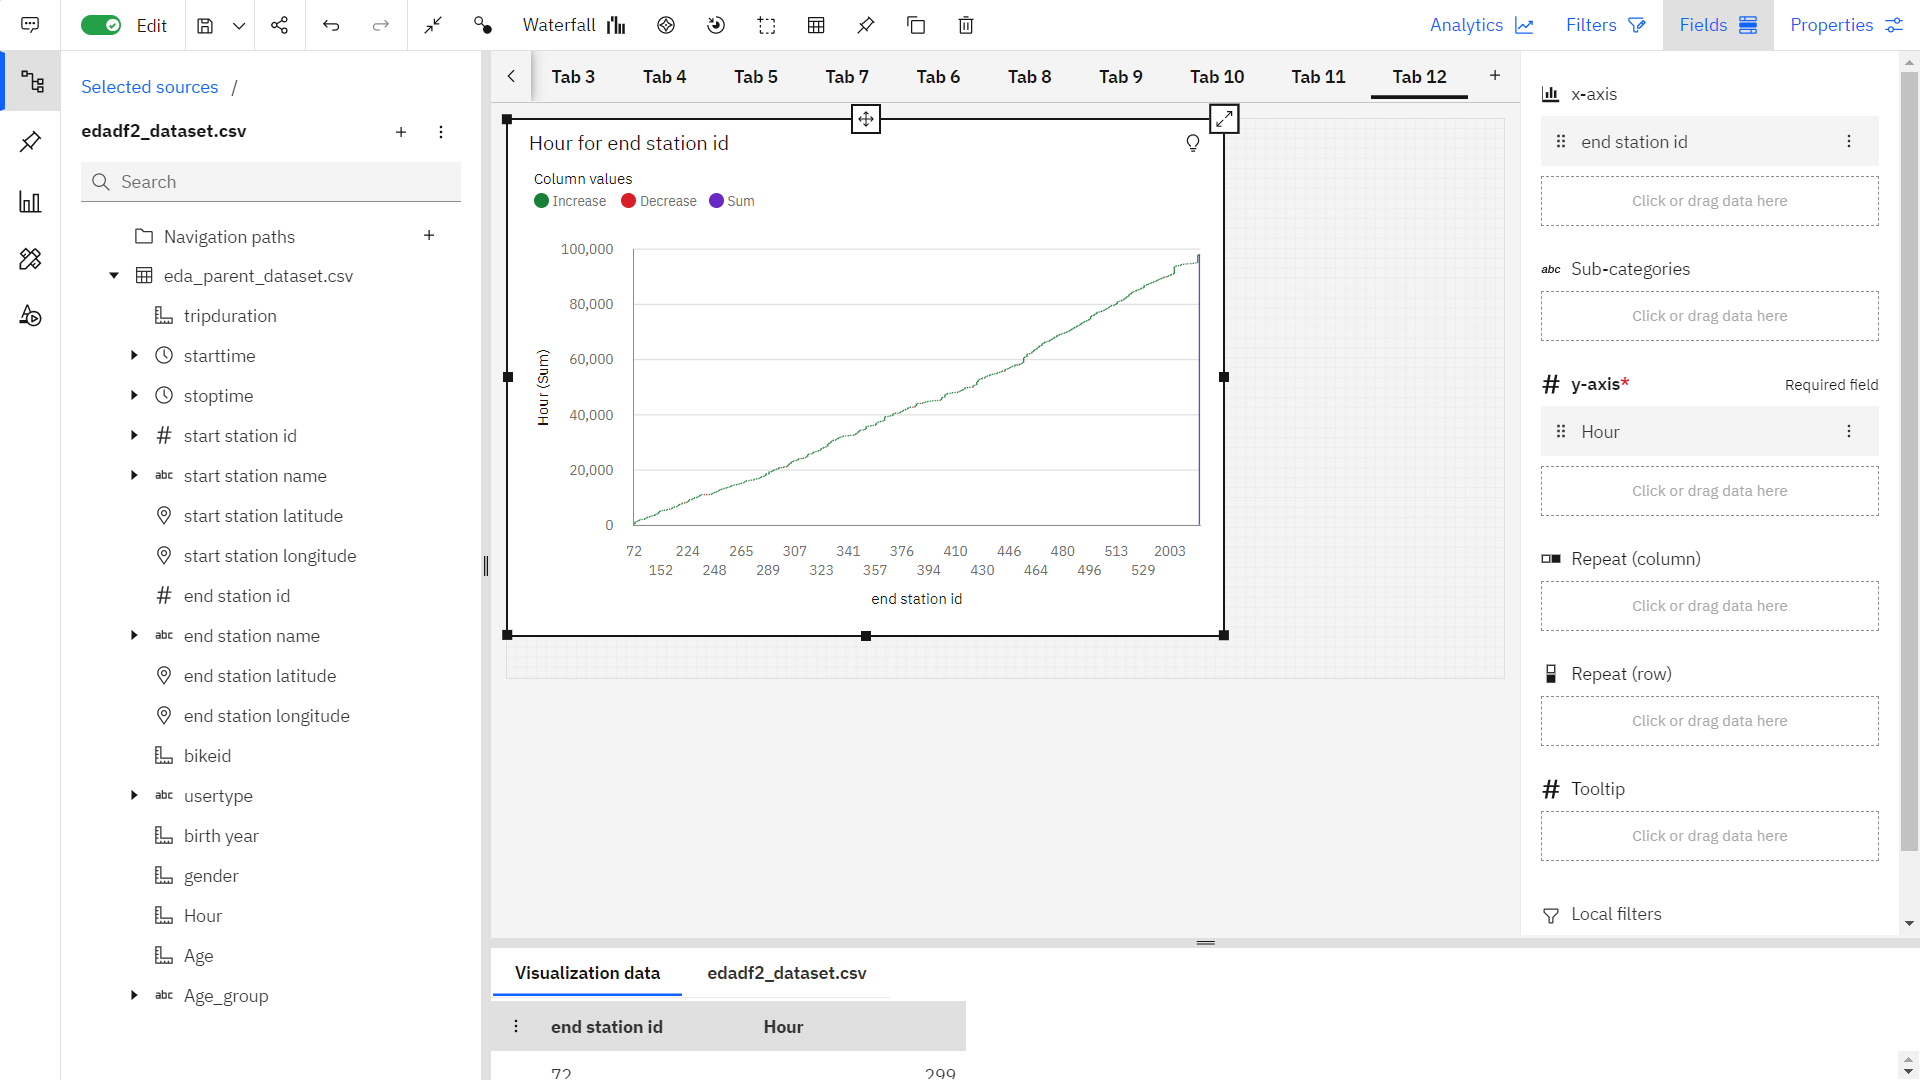 Edit
Waterfall
Analytics
Filters
Fields
Properties
Selected sources /
edadf2_dataset.csv
Search
Navigation paths
eda_parent_dataset.csv
tripduration
starttime
stoptime
# start station id
abc start station name
start station latitude
start station longitude
# end station id
abc end station name
end station latitude
end station longitude
bikeid
abc usertype
birth year
gender
Hour
Age
abc Age_group
Tab 3
Tab 4
Tab 5
Tab 7
Tab 6
Tab 8
Tab 9
Tab 10
Tab 11
Tab 12
+
Hour for end station id
Column values
Increase Decrease Sum
100,000
80,000
60,000
40,000
20,000
0
Hour (Sum)
72 224 265 307 341 376 410 446 480 513 2003
152 248 289 323 357 394 430 464 496 529
end station id
x-axis
end station id
Click or drag data here
abc Sub-categories
Click or drag data here
# y-axis* Required field
Hour
Click or drag data here
Repeat (column)
Click or drag data here
Repeat (row)
Click or drag data here
# Tooltip
Click or drag data here
Local filters
Visualization data
edadf2_dataset.csv
end station id Hour
72 299